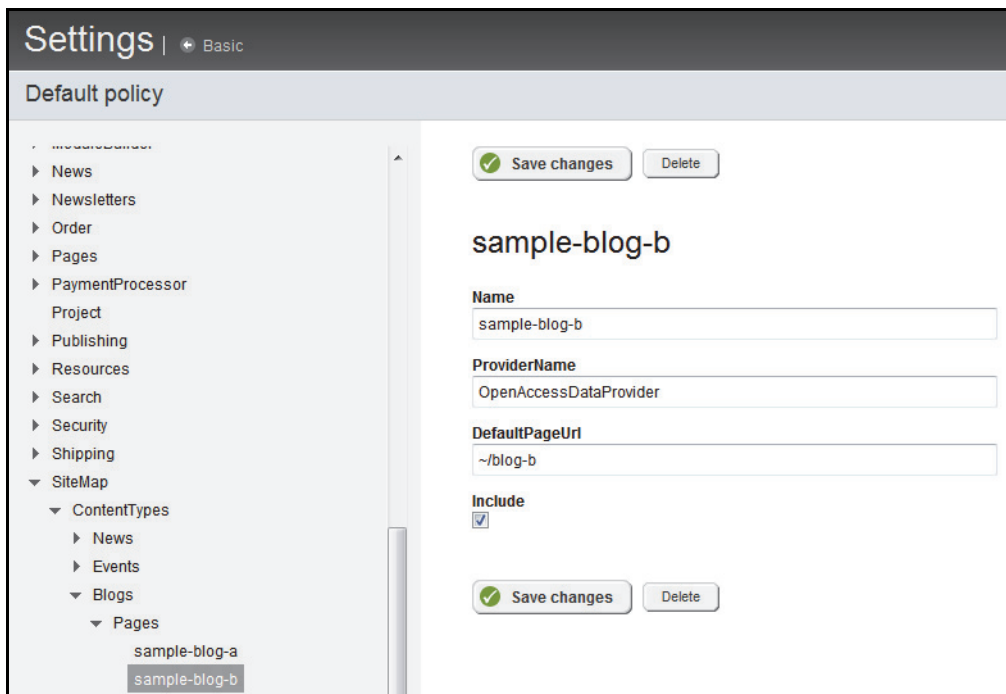 Settings | Basic
Default policy
News
Newsletters
Order
Pages
PaymentProcessor
Project
Publishing
Resources
Search
Security
Shipping
SiteMap
ContentTypes
News
Events
Blogs
Pages
sample-blog-a
sample-blog-b
Save changes Delete
sample-blog-b
Name
sample-blog-b
ProviderName
OpenAccessDataProvider
DefaultPageUrl
~/blog-b
Include
Save changes Delete